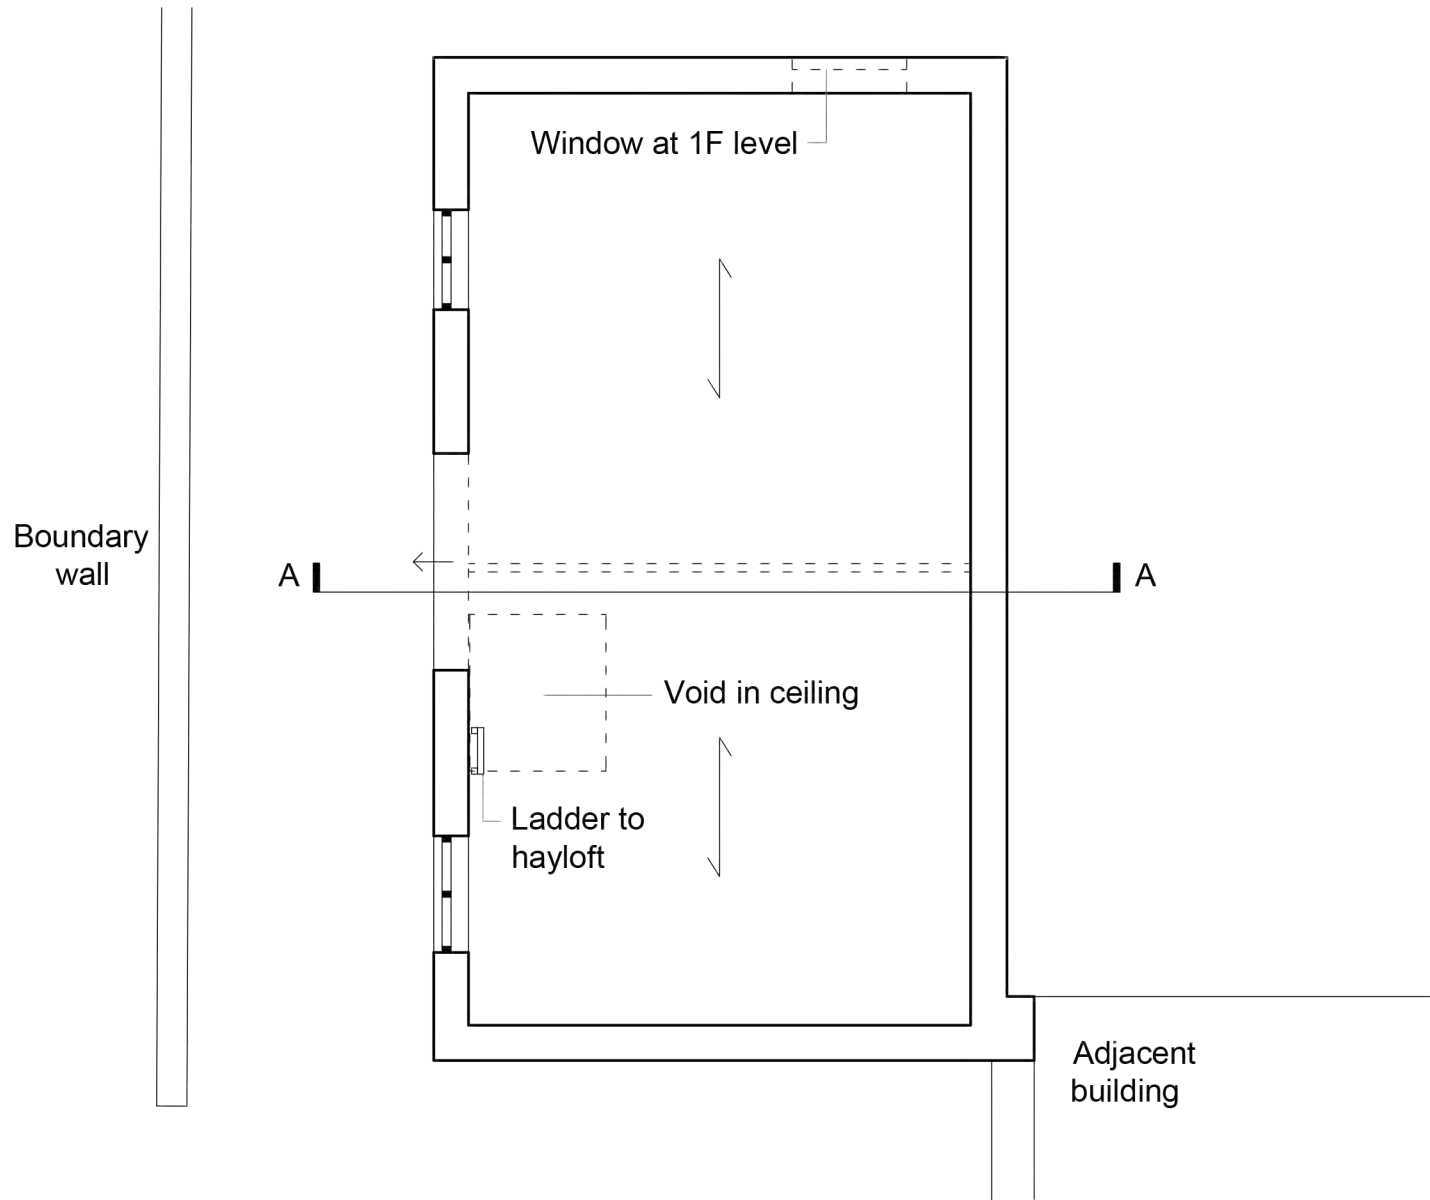 Window at 1F level
Boundary
wall
A
A
Void in ceiling
Ladder to
hayloft
Adjacent
building